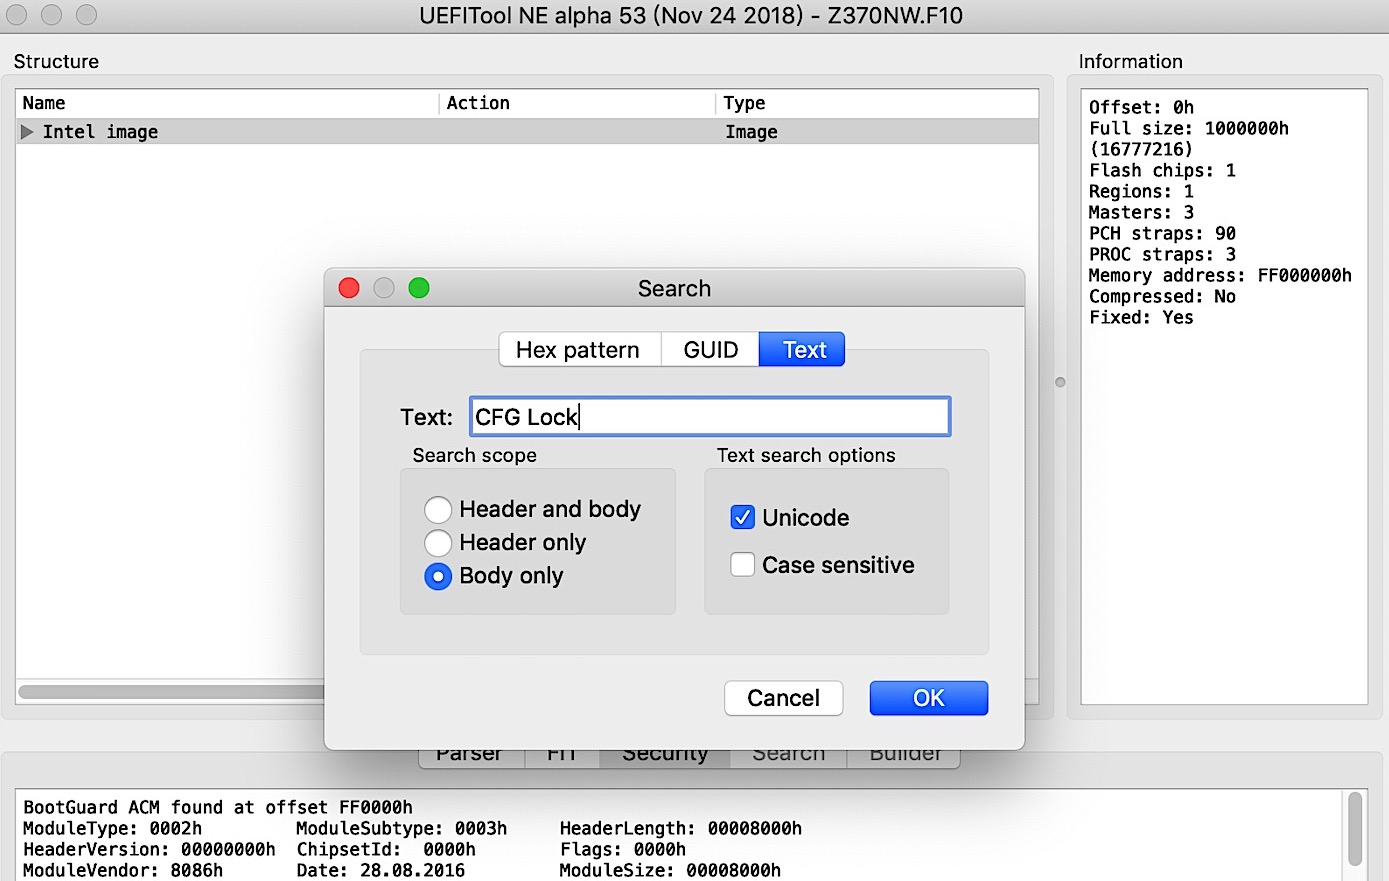 UEFITool NE alpha 53 (Nov 24 2018) - Z370NW.F10
Structure
Information
Name Action Type
Intel image Image
Offset: 0h
Full size: 1000000h
(16777216)
Flash chips: 1
Regions: 1
Masters: 3
PCH straps: 90
PROC straps: 3
Memory address: FF000000h
Compressed: No
Fixed: Yes
Search
Hex pattern GUID Text
Text: CFG Lock
Search scope
Header and body
Header only
Body only
Text search options
Unicode
Case sensitive
Cancel OK
Parser FIT Security Search Builder
BootGuard ACM found at offset FF0000h
ModuleType: 0002h ModuleSubtype: 0003h HeaderLength: 00008000h
HeaderVersion: 00000000h ChipsetId: 0000h Flags: 0000h
ModuleVendor: 8086h Date: 28.08.2016 ModuleSize: 00008000h